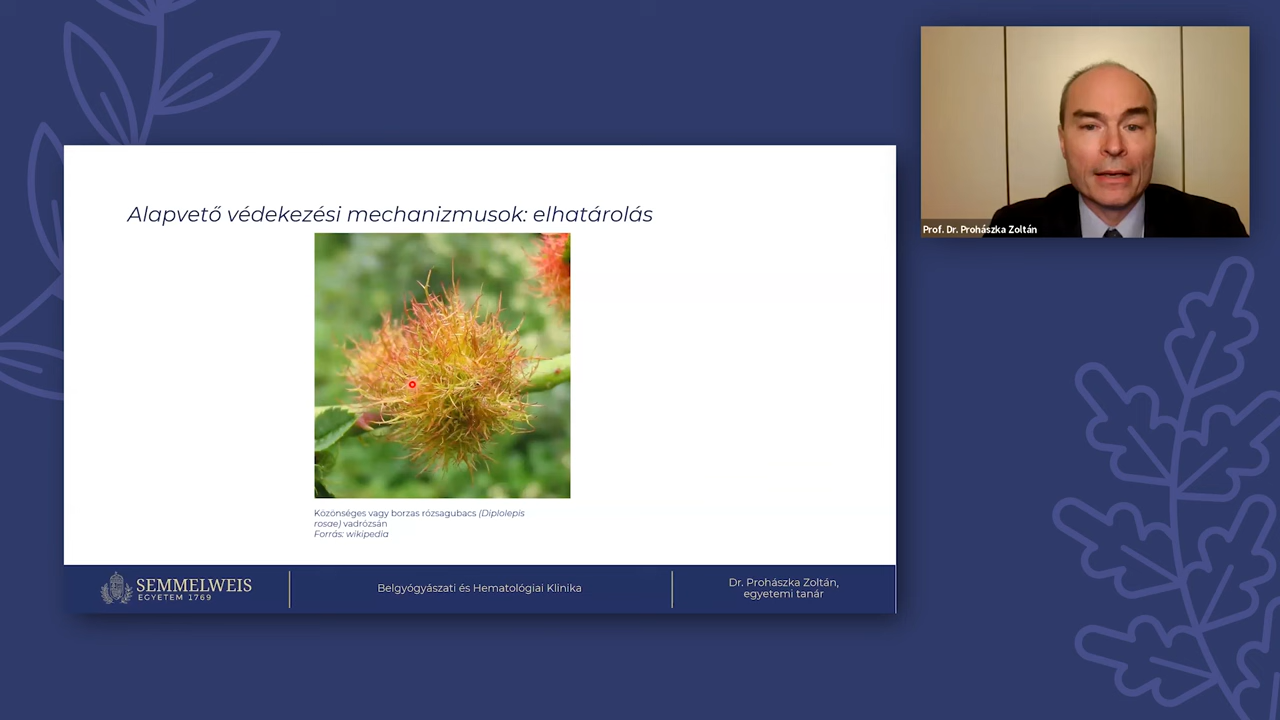 Prof. Dr. Prohászka Zoltán
Alapvető védekezési mechanizmusok: elhatárolás
Közönséges vagy borzas rózsagubacs (Diplolepis
rosae) vadrózsán
Forrás: wikipedia
SEMMELWEIS
EGYETEM 1769
Belgyógyászati és Hematológiai Klinika
Dr. Prohászka Zoltán,
egyetemi tanár